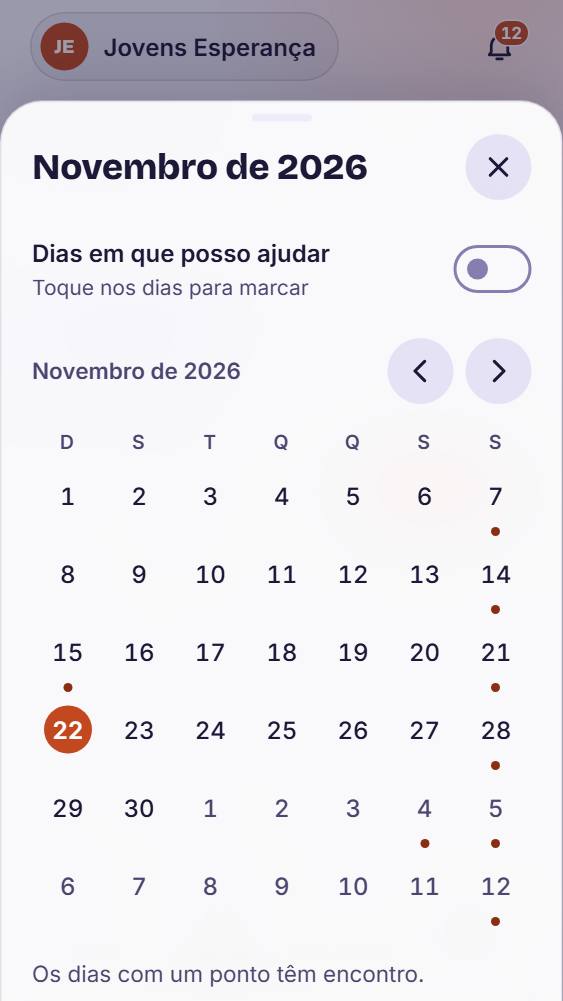 JE Jovens Esperança 12
Novembro de 2026
Dias em que posso ajudar
Toque nos dias para marcar
Novembro de 2026
D S T Q Q S S
1 2 3 4 5 6 7
8 9 10 11 12 13 14
15 16 17 18 19 20 21
22 23 24 25 26 27 28
29 30 1 2 3 4 5
6 7 8 9 10 11 12
Os dias com um ponto têm encontro.